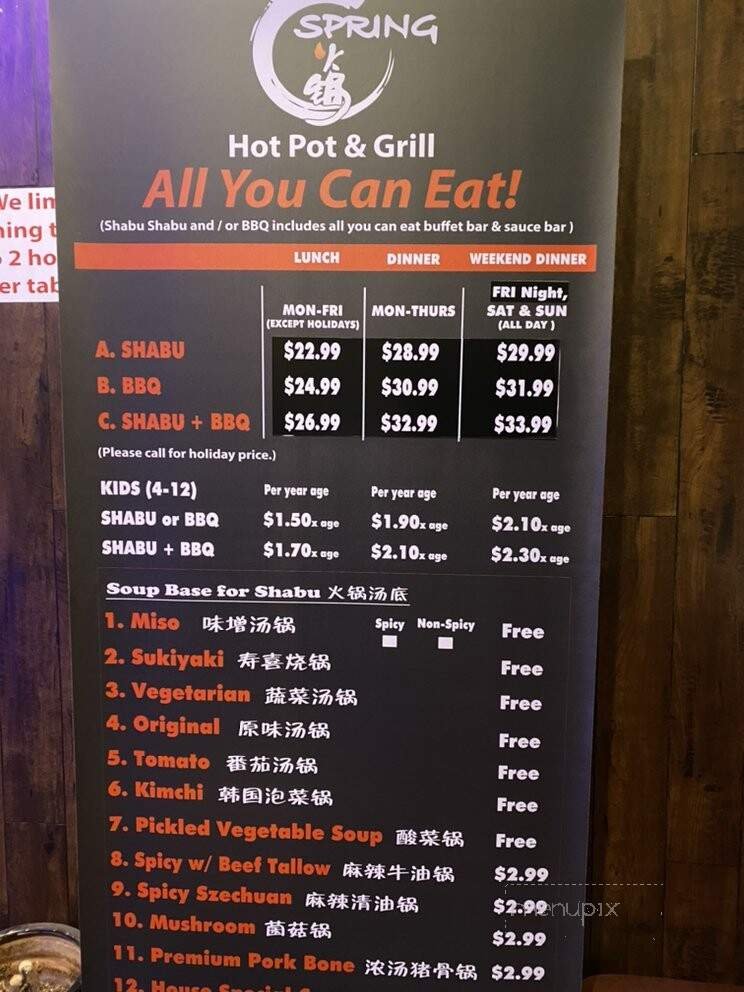 SPRING
火锅
Hot Pot & Grill
All You Can Eat!
(Shabu Shabu and / or BBQ includes all you can eat buffet bar & sauce bar )
We lim
2 ho
er tab
LUNCH DINNER WEEKEND DINNER
MON-FRI (EXCEPT HOLIDAYS) MON-THURS FRI Night, SAT & SUN (ALL DAY )
A. SHABU $22.99 $28.99 $29.99
B. BBQ $24.99 $30.99 $31.99
C. SHABU + BBQ $26.99 $32.99 $33.99
(Please call for holiday price.)
KIDS (4-12) Per year age Per year age Per year age
SHABU or BBQ $1.50x age $1.90x age $2.10x age
SHABU + BBQ $1.70x age $2.10x age $2.30x age
Soup Base for Shabu 火锅汤底
1. Miso 味增汤锅 Spicy Non-Spicy Free
2. Sukiyaki 寿喜烧锅 Free
3. Vegetarian 蔬菜汤锅 Free
4. Original 原味汤锅 Free
5. Tomato 番茄汤锅 Free
6. Kimchi 韩国泡菜锅 Free
7. Pickled Vegetable Soup 酸菜锅 Free
8. Spicy w/ Beef Tallow 麻辣牛油锅 $2.99
9. Spicy Szechuan 麻辣清油锅 $2.99
10. Mushroom 菌菇锅 $2.99
11. Premium Pork Bone 浓汤猪骨锅 $2.99
12. House Special
menupix